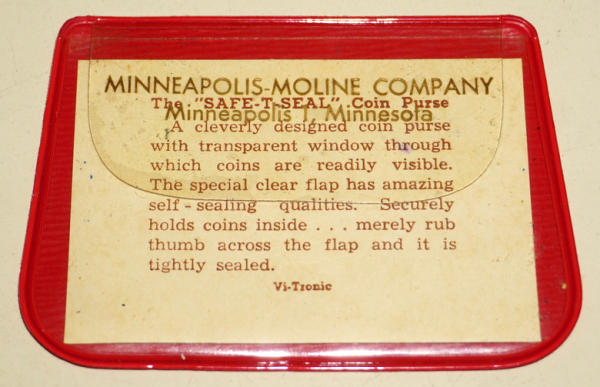 MINNEAPOLIS-MOLINE COMPANY
The "SAFE-T-SEAL" Coin Purse
Minneapolis 1, Minnesota
A cleverly designed coin purse
with transparent window through
which coins are readily visible.
The special clear flap has amazing
self-sealing qualities. Securely
holds coins inside . . . merely rub
thumb across the flap and it is
tightly sealed.
Vi-Tronic